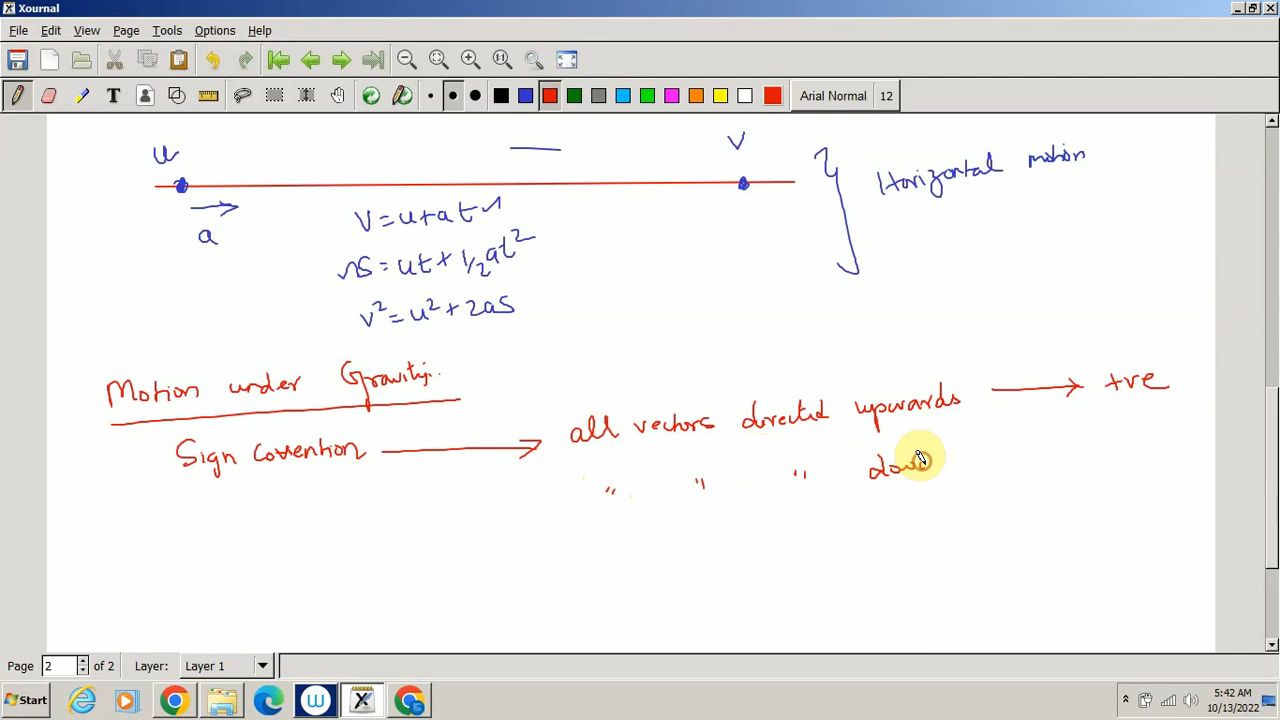 Xournal
File Edit View Page Tools Options Help
Arial Normal 12
u v
Horizontal motion
a
v=u+at
S=ut+1/2at²
v²=u²+2aS
Motion under Gravity:
all vectors directed upwards → +ve
Sign convention →
" " " down
Page 2 of 2 Layer: Layer 1
Start
5:42 AM
10/13/2022